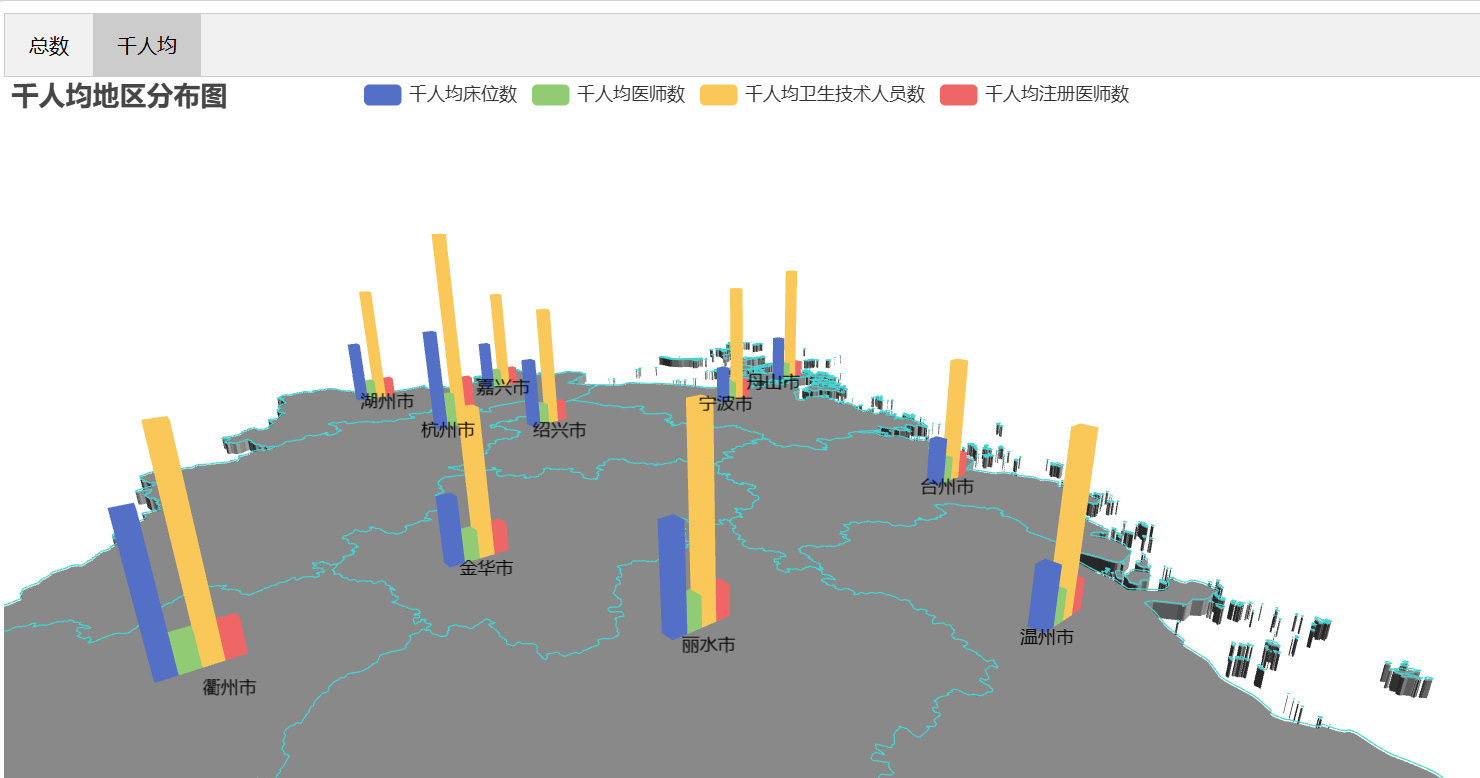 总数 千人均
千人均地区分布图
千人均床位数 千人均医师数 千人均卫生技术人员数 千人均注册医师数
湖州市
嘉兴市
杭州市
绍兴市
宁波市
舟山市
台州市
金华市
丽水市
温州市
衢州市